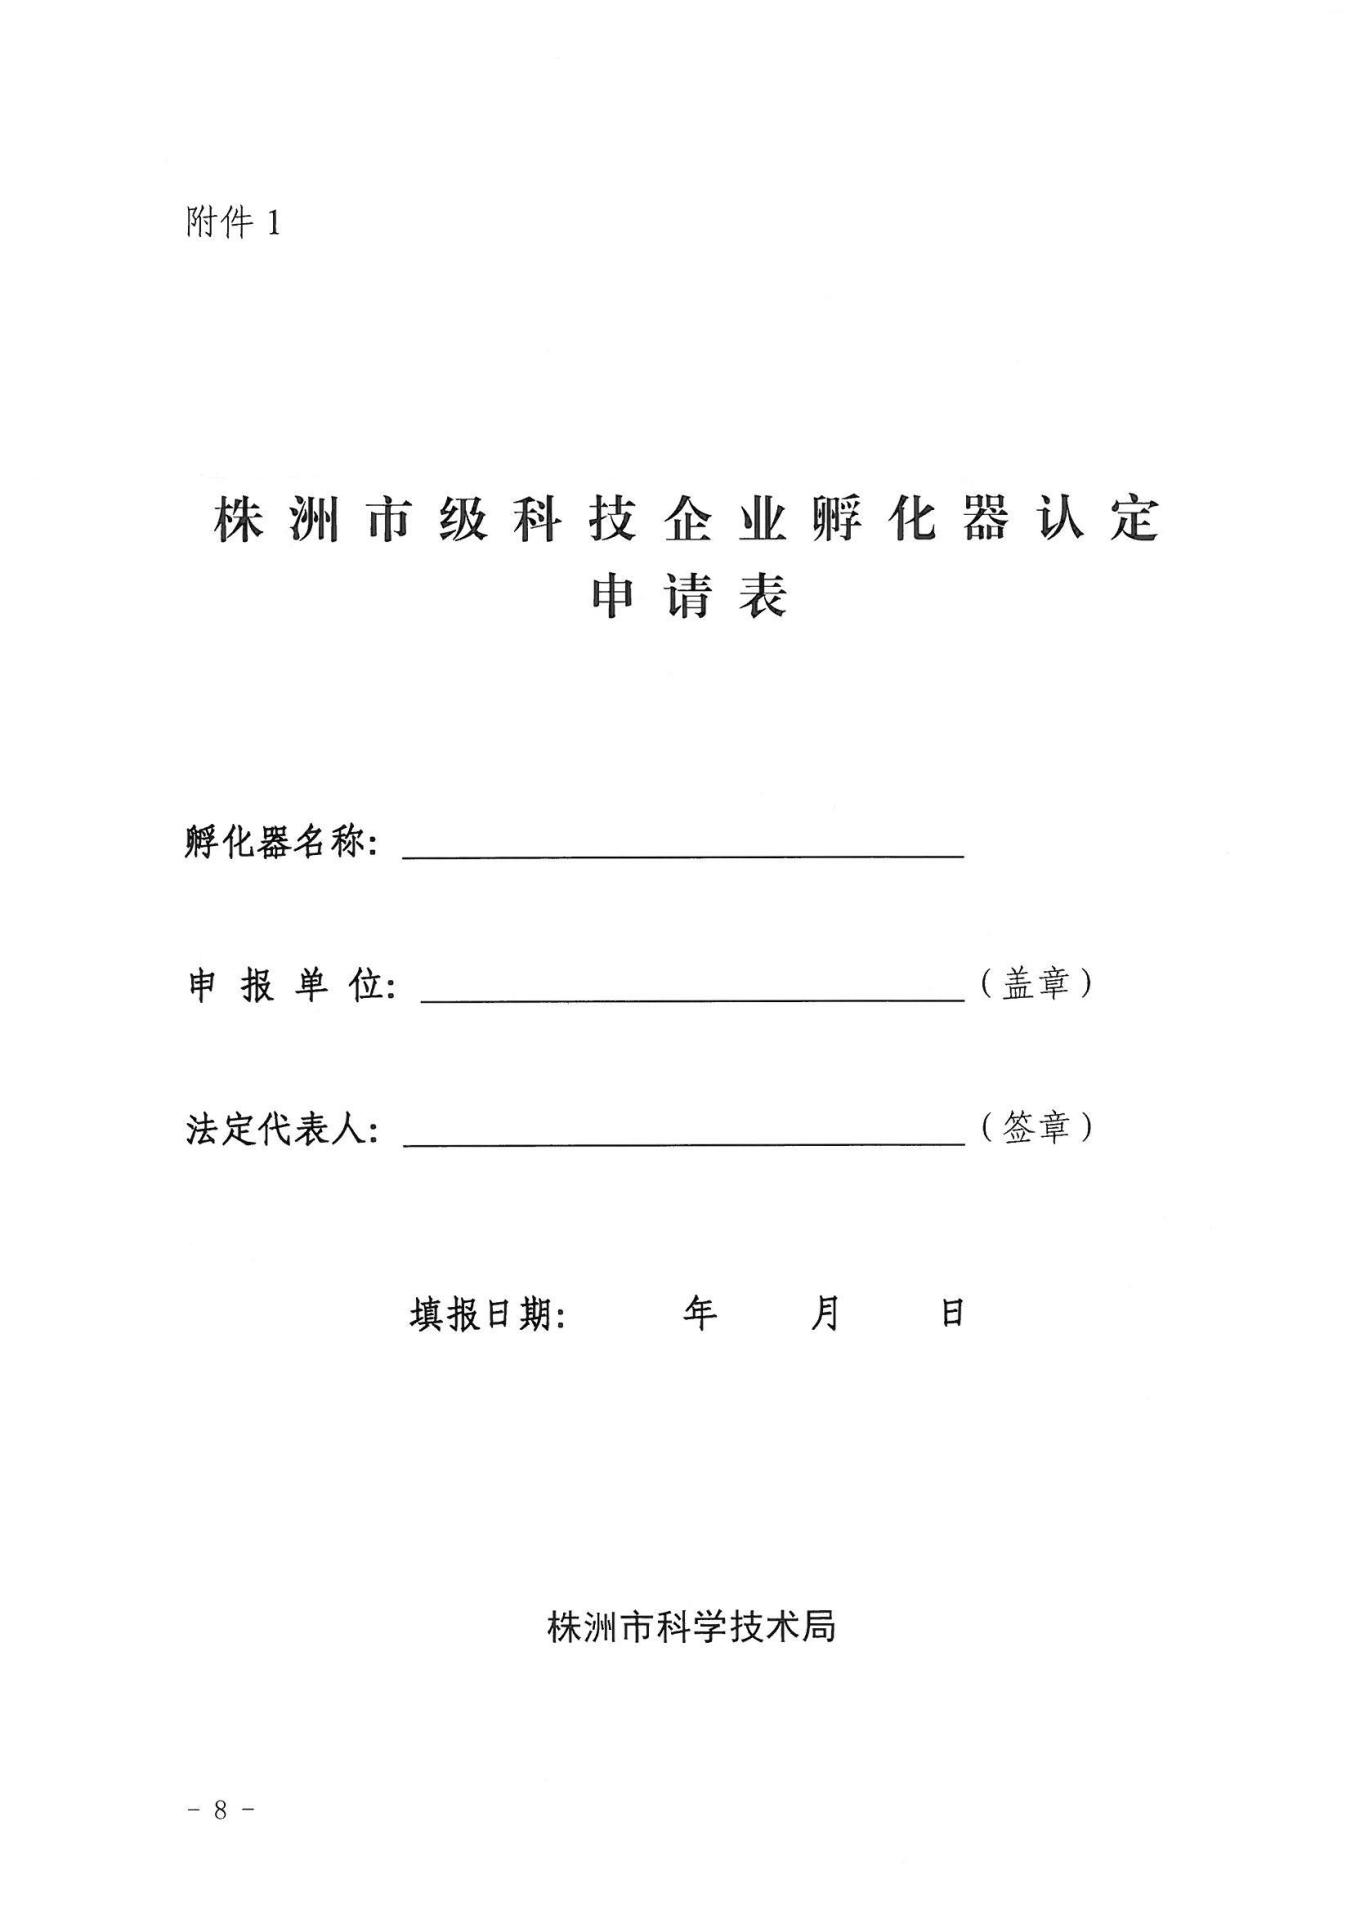 附件 1
株洲市级科技企业孵化器认定
申请表
孵化器名称:
申报单位: （盖章）
法定代表人: （签章）
填报日期: 年 月 日
株洲市科学技术局
- 8 -